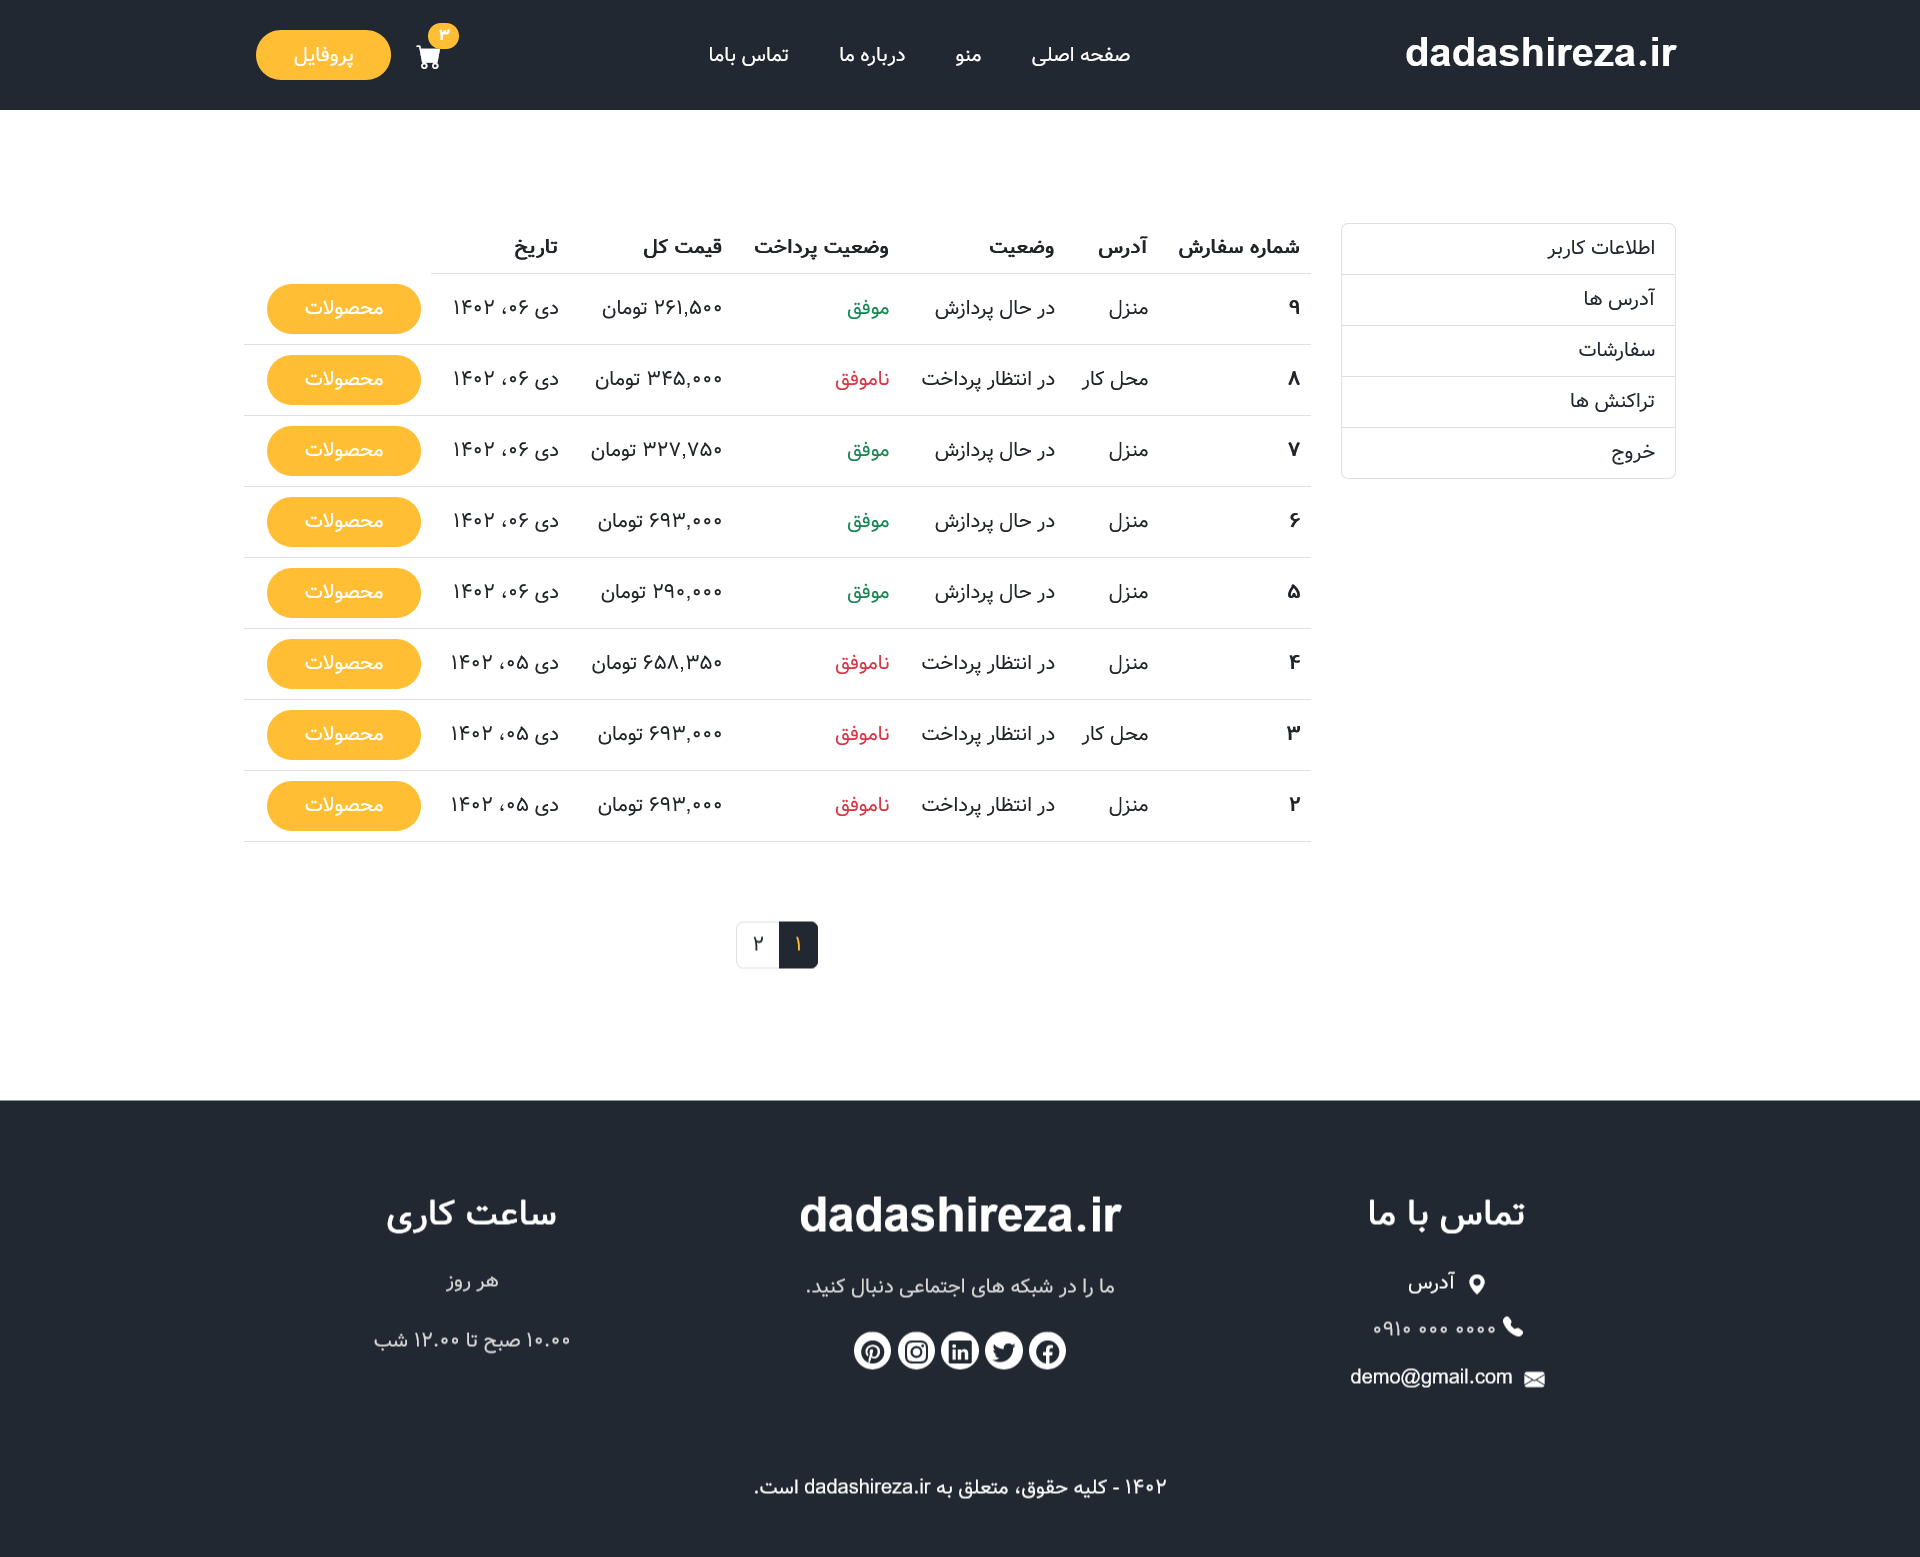 dadashireza.ir
صفحه اصلی
منو
درباره ما
تماس باما
۳
پروفایل
اطلاعات کاربر
آدرس ها
سفارشات
تراکنش ها
خروج
شماره سفارش آدرس وضعیت وضعیت پرداخت قیمت کل تاریخ
۹ منزل در حال پردازش موفق ۲۶۱,۵۰۰ تومان دی ۰۶، ۱۴۰۲ محصولات
۸ محل کار در انتظار پرداخت ناموفق ۳۴۵,۰۰۰ تومان دی ۰۶، ۱۴۰۲ محصولات
۷ منزل در حال پردازش موفق ۳۲۷,۷۵۰ تومان دی ۰۶، ۱۴۰۲ محصولات
۶ منزل در حال پردازش موفق ۶۹۳,۰۰۰ تومان دی ۰۶، ۱۴۰۲ محصولات
۵ منزل در حال پردازش موفق ۲۹۰,۰۰۰ تومان دی ۰۶، ۱۴۰۲ محصولات
۴ منزل در انتظار پرداخت ناموفق ۶۵۸,۳۵۰ تومان دی ۰۵، ۱۴۰۲ محصولات
۳ محل کار در انتظار پرداخت ناموفق ۶۹۳,۰۰۰ تومان دی ۰۵، ۱۴۰۲ محصولات
۲ منزل در انتظار پرداخت ناموفق ۶۹۳,۰۰۰ تومان دی ۰۵، ۱۴۰۲ محصولات
۱ ۲
تماس با ما
آدرس
۰۹۱۰ ۰۰۰ ۰۰۰۰
demo@gmail.com
dadashireza.ir
ما را در شبکه های اجتماعی دنبال کنید.
ساعت کاری
هر روز
۱۰.۰۰ صبح تا ۱۲.۰۰ شب
۱۴۰۲ - کلیه حقوق، متعلق به dadashireza.ir است.